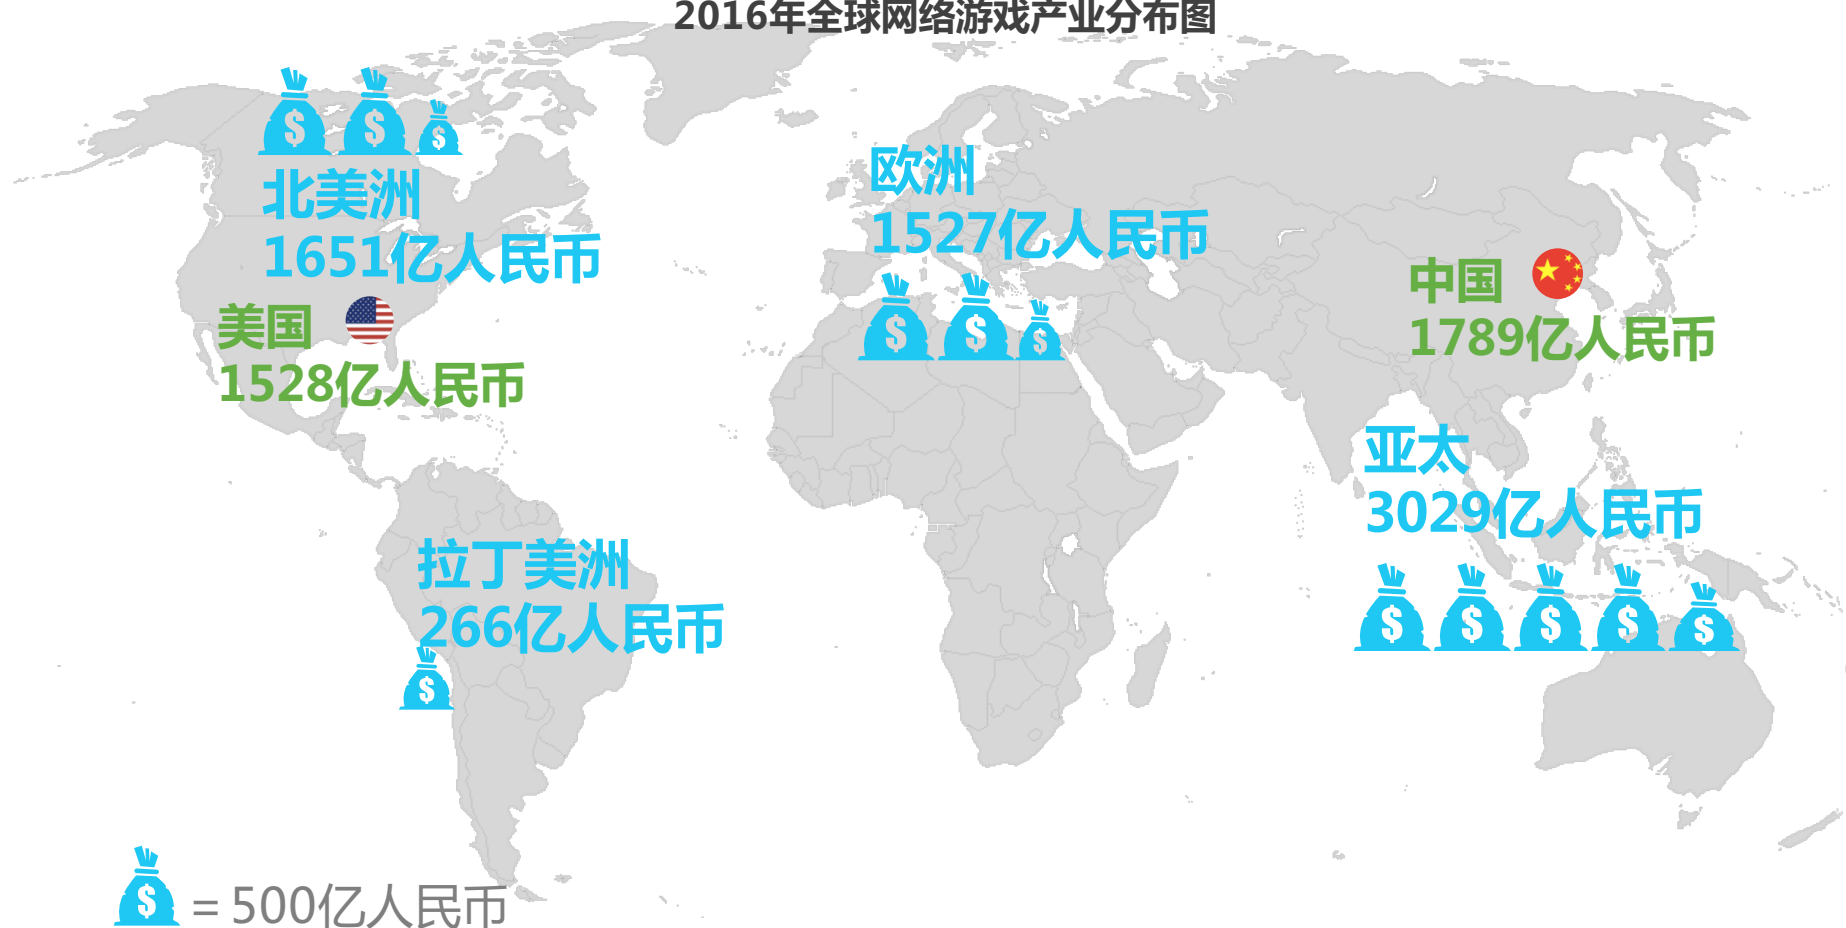 2016年全球网络游戏产业分布图
北美洲
1651亿人民币
美国
1528亿人民币
欧洲
1527亿人民币
中国
1789亿人民币
亚太
3029亿人民币
拉丁美洲
266亿人民币
$ = 500亿人民币